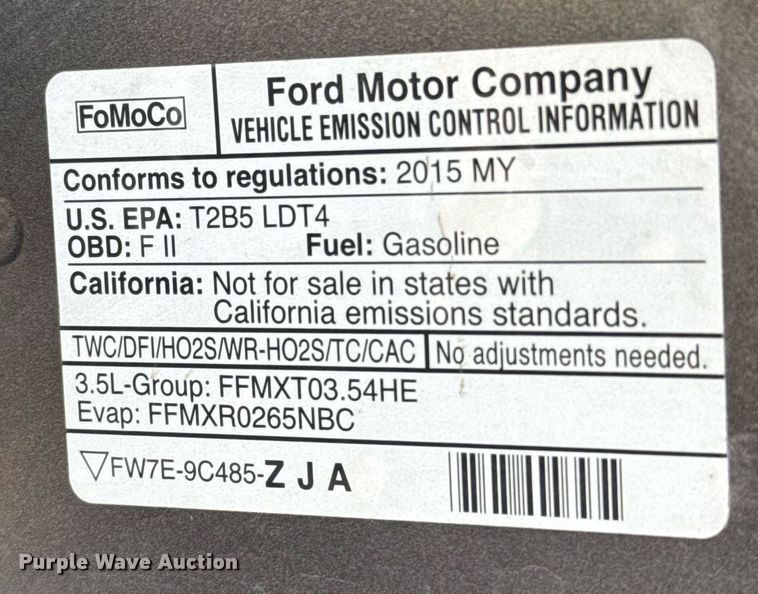 FoMoCo
Ford Motor Company
VEHICLE EMISSION CONTROL INFORMATION
Conforms to regulations: 2015 MY
U.S. EPA: T2B5 LDT4
OBD: F II Fuel: Gasoline
California: Not for sale in states with
California emissions standards.
TWC/DFI/HO2S/WR-HO2S/TC/CAC No adjustments needed.
3.5L-Group: FFMXT03.54HE
Evap: FFMXR0265NBC
FW7E-9C485-Z J A
Purple Wave Auction